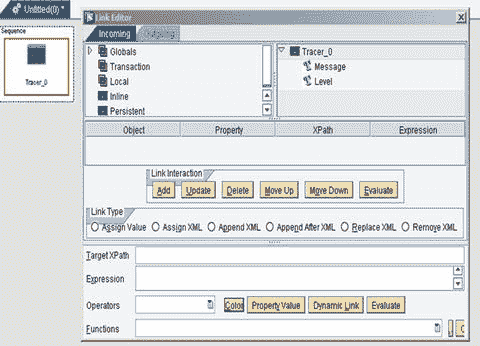 Untitled(0) *
Sequence
Tracer_0
Link Editor
Incoming Outgoing
Globals
Transaction
Local
Inline
Persistent
Tracer_0
Message
Level
Object Property XPath Expression
Link Interaction
Add Update Delete Move Up Move Down Evaluate
Link Type
Assign Value Assign XML Append XML Append After XML Replace XML Remove XML
Target XPath
Expression
Operators Color Property Value Dynamic Link Evaluate
Functions